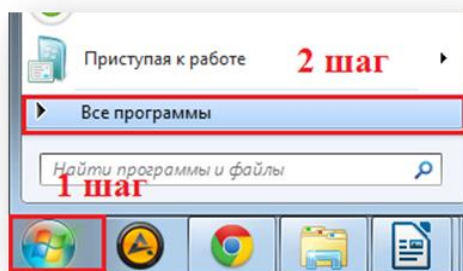 Приступая к работе
2 шаг
Все программы
Найти программы и файлы
1 шаг